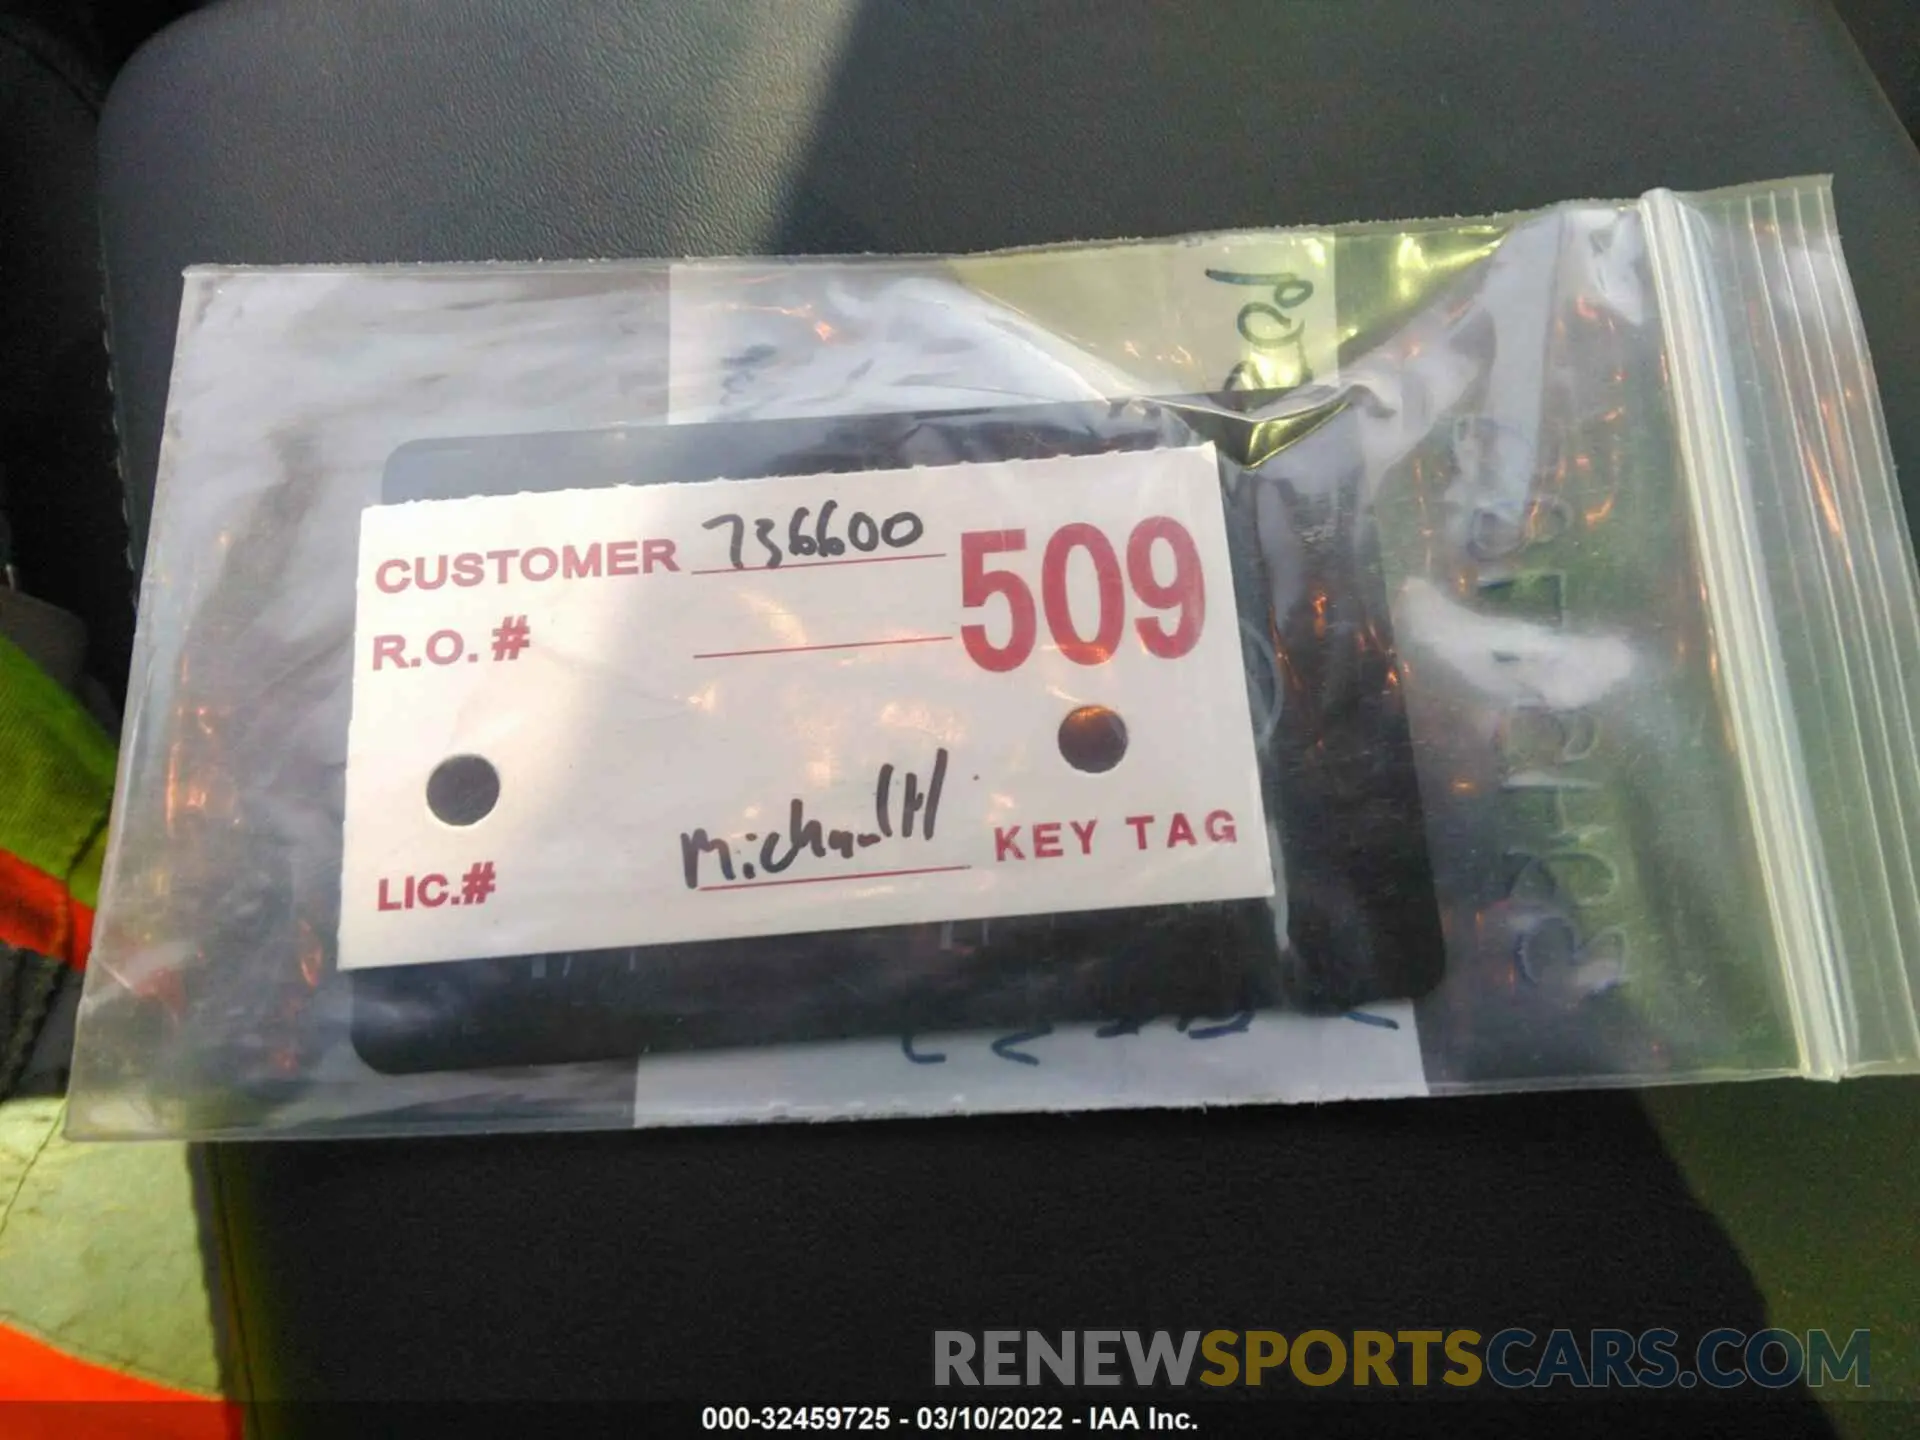 CUSTOMER 736600 509
R.O.#
LIC.# Michael H KEY TAG
RENEWSPORTSCARS.COM
000-32459725 - 03/10/2022 - IAA Inc.